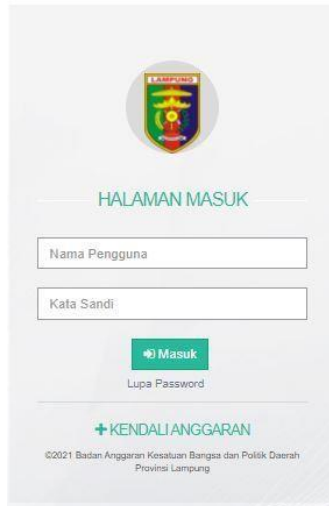 LAMPUNG
HALAMAN MASUK
Nama Pengguna
Kata Sandi
Masuk
Lupa Password
KENDALI ANGGARAN
©2021 Badan Anggaran Kesatuan Bangsa dan Politik Daerah
Provinsi Lampung